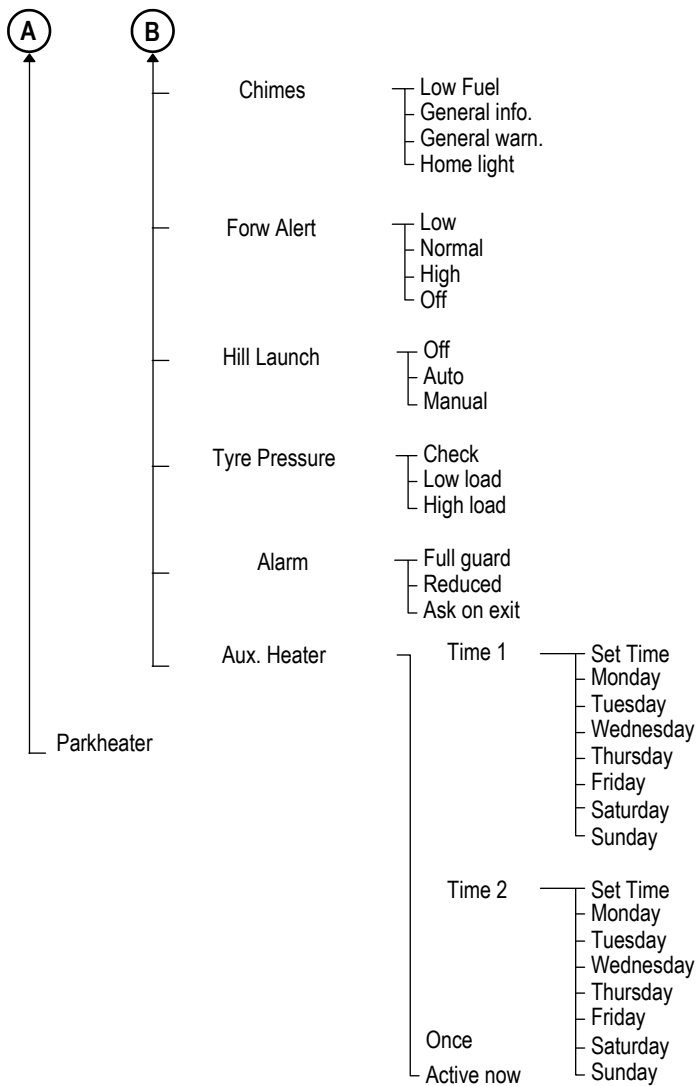 A
B
Chimes
Low Fuel
General info.
General warn.
Home light
Forw Alert
Low
Normal
High
Off
Hill Launch
Off
Auto
Manual
Tyre Pressure
Check
Low load
High load
Alarm
Full guard
Reduced
Ask on exit
Aux. Heater
Time 1
Set Time
Monday
Tuesday
Wednesday
Thursday
Friday
Saturday
Sunday
Parkheater
Time 2
Set Time
Monday
Tuesday
Wednesday
Thursday
Friday
Saturday
Sunday
Once
Active now